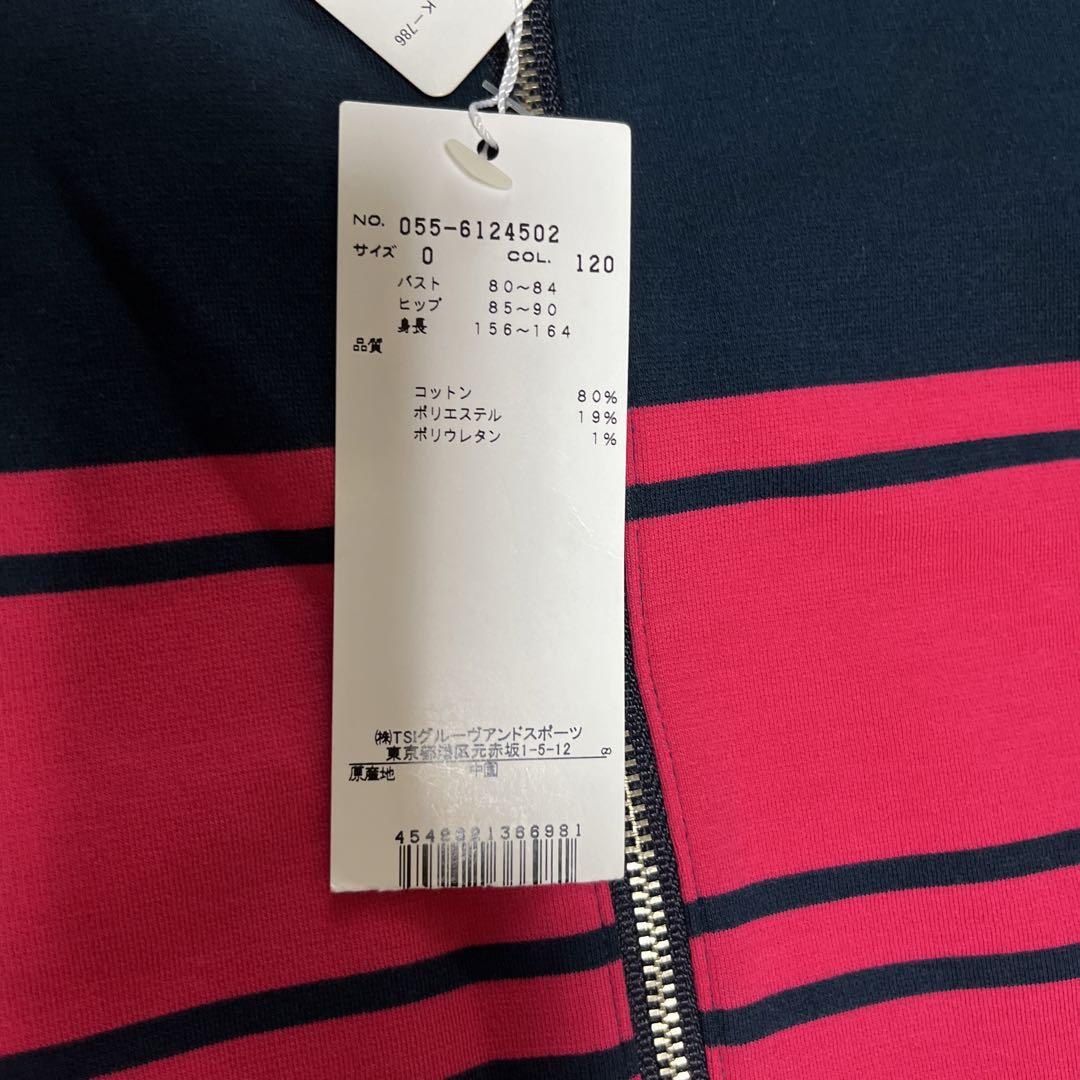 K-786
NO. 055-6124502
サイズ 0 COL. 120
バスト 80~84
ヒップ 85~90
身長 156~164
品質
コットン 80%
ポリエステル 19%
ポリウレタン 1%
(株)TSIグルーヴアンドスポーツ
東京都港区元赤坂1-5-12
原産地 中国